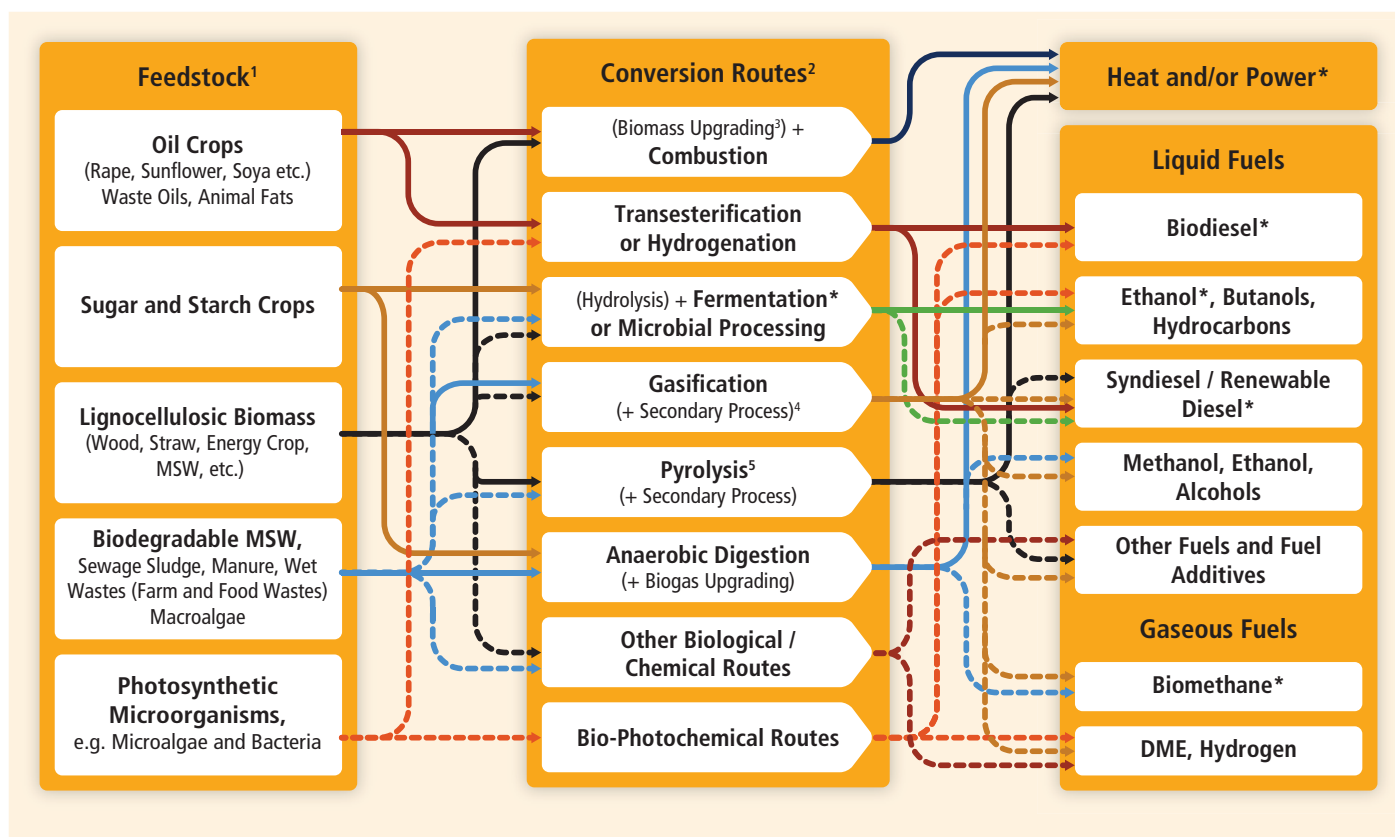 Feedstock¹
Oil Crops
(Rape, Sunflower, Soya etc.)
Waste Oils, Animal Fats
Sugar and Starch Crops
Lignocellulosic Biomass
(Wood, Straw, Energy Crop,
MSW, etc.)
Biodegradable MSW,
Sewage Sludge, Manure, Wet
Wastes (Farm and Food Wastes)
Macroalgae
Photosynthetic
Microorganisms,
e.g. Microalgae and Bacteria
Conversion Routes²
(Biomass Upgrading³) +
Combustion
Transesterification
or Hydrogenation
(Hydrolysis) + Fermentation*
or Microbial Processing
Gasification
(+ Secondary Process)⁴
Pyrolysis⁵
(+ Secondary Process)
Anaerobic Digestion
(+ Biogas Upgrading)
Other Biological /
Chemical Routes
Bio-Photochemical Routes
Heat and/or Power*
Liquid Fuels
Biodiesel*
Ethanol*, Butanols,
Hydrocarbons
Syndiesel / Renewable
Diesel*
Methanol, Ethanol,
Alcohols
Other Fuels and Fuel
Additives
Gaseous Fuels
Biomethane*
DME, Hydrogen